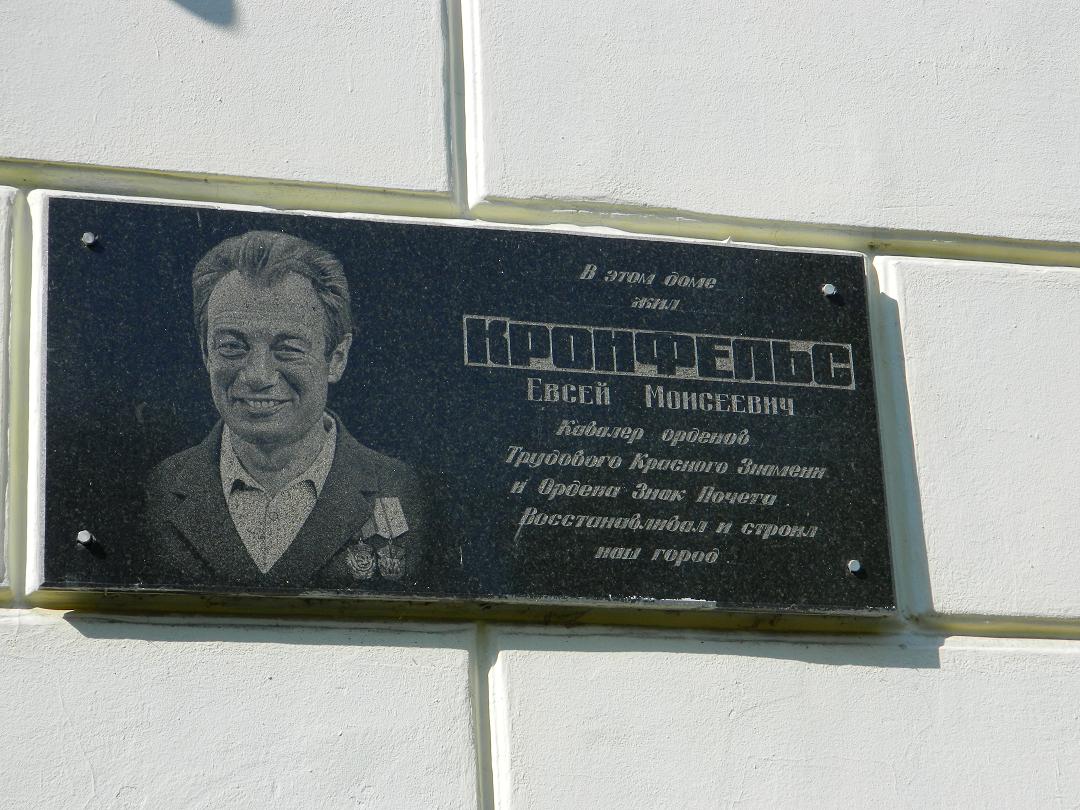 В этом доме
жил
КРОНФЕЛЬС
Евсей Моисеевич
Кавалер орденов
Трудового Красного Знамени
и Ордена Знак Почета
Восстанавливал и строил
наш город